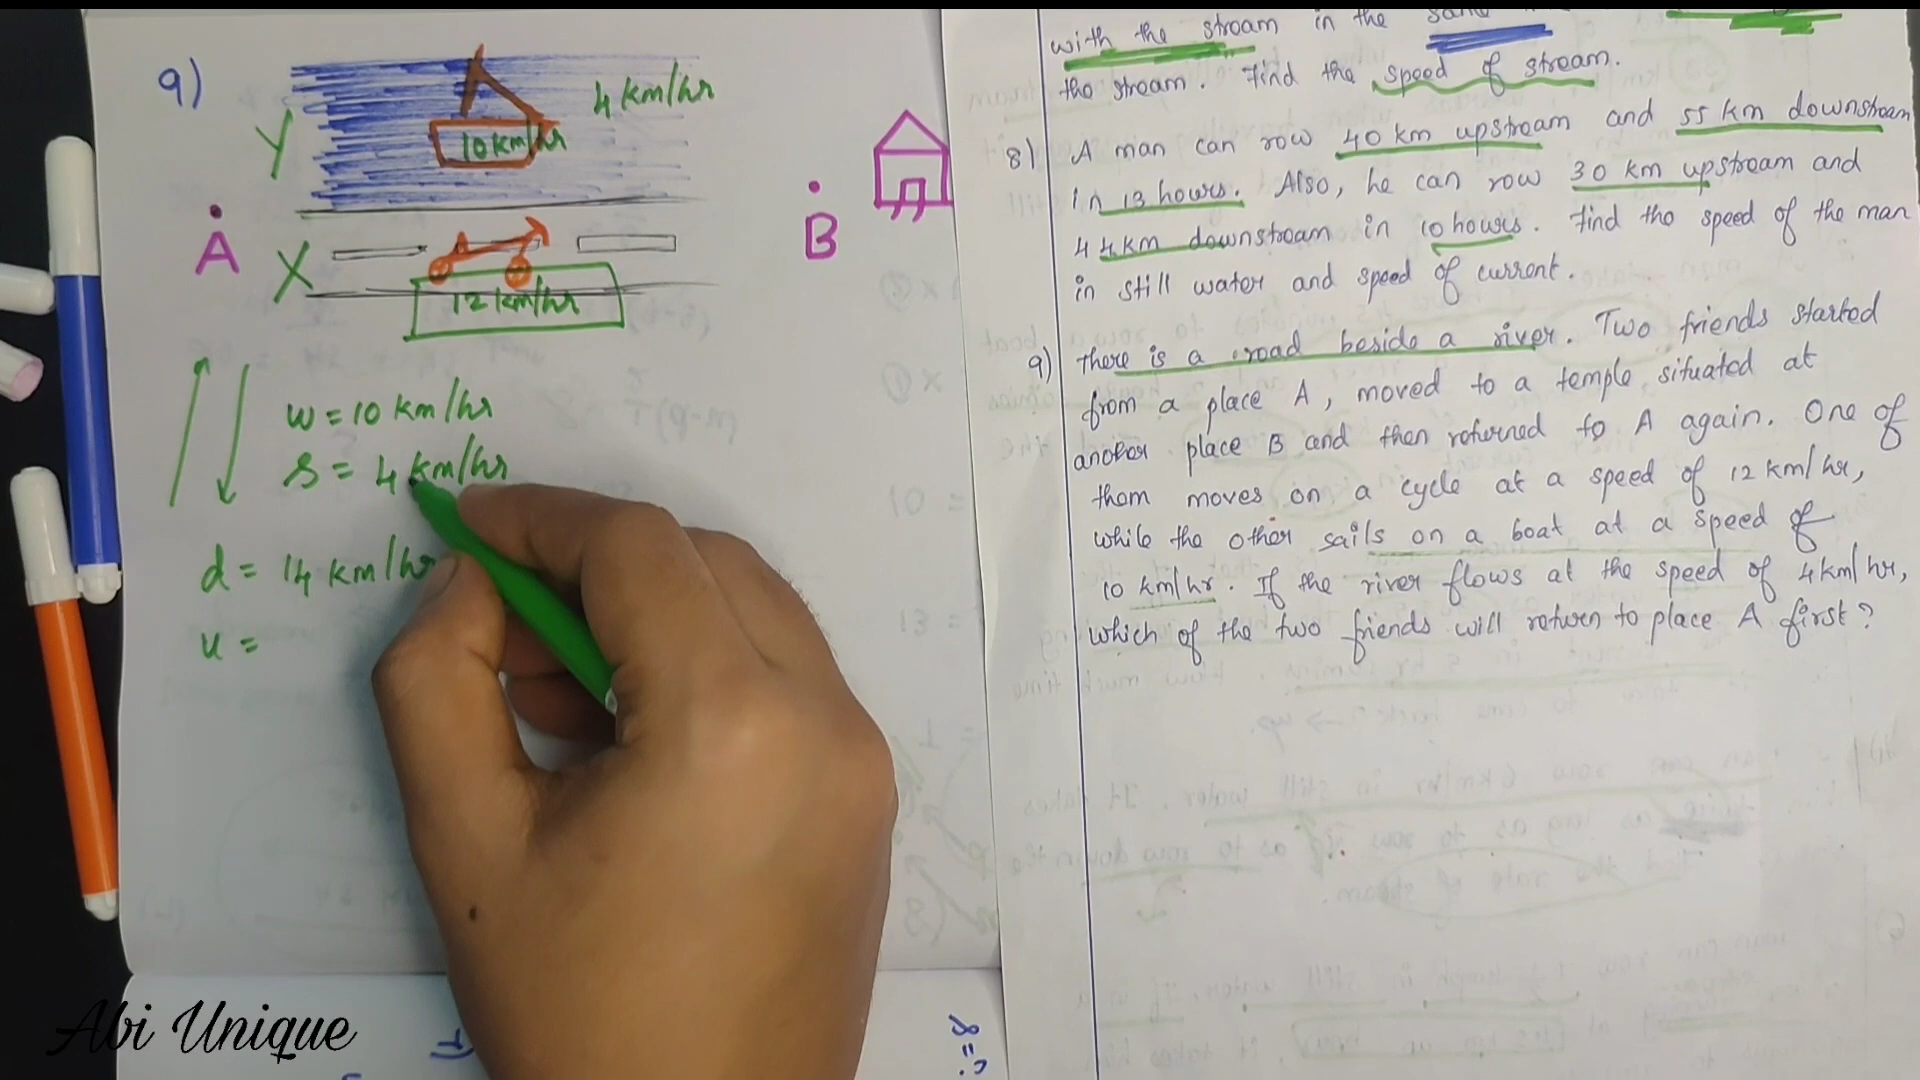 9)
4 km/hr
Y
10 km/hr
A
B
X
12 km/hr
w = 10 km/hr
s = 4 km/hr
d = 14 km/hr
u =
with the stream in the same
the stream. Find the speed of stream.
8) A man can row 40 km upstream and 55 km downstream
in 13 hours. Also, he can row 30 km upstream and
44 km downstream in 10 hours. Find the speed of the man
in still water and speed of current.
9) there is a road beside a river. Two friends started
from a place A, moved to a temple situated at
another place B and then returned to A again. One of
them moves on a cycle at a speed of 12 km/hr,
while the other sails on a boat at a speed of
10 km/hr. If the river flows at the speed of 4 km/hr,
which of the two friends will return to place A first?
Abi Unique